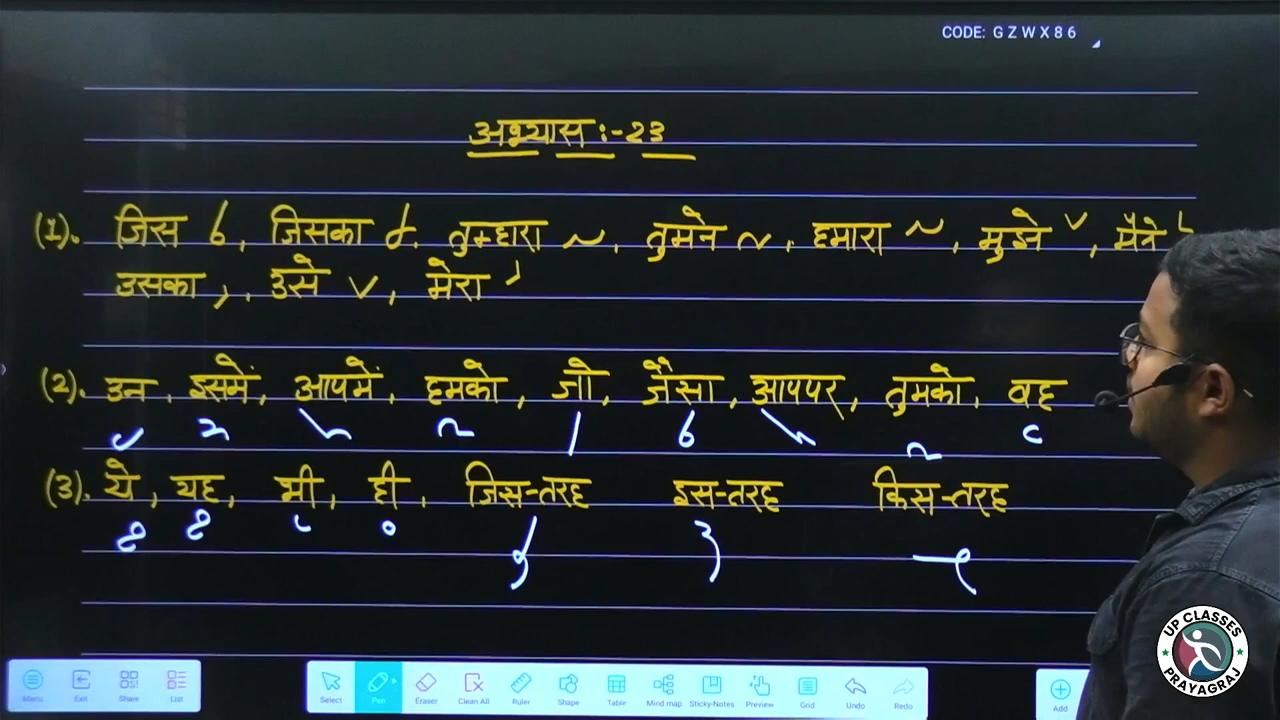 CODE: G Z W X 8 6
अभ्यास :- 23
(1). जिस , जिसका , तुम्हारा , तुमने , हमारा , मुझे , मैंने
उसका , उसे , मेरा
(2). उन , इसमें, आपमें, हमको , जो, जैसा , आपपर, तुमको, वह
(3). ये , यह, भी, ही , जिस-तरह इस-तरह किस-तरह
Menu Exit Share List Select Pen Eraser Clean All Ruler Shape Table Mind map Sticky-Notes Preview Grid Undo Redo Add
UP CLASSES
PRAYAGRAJ